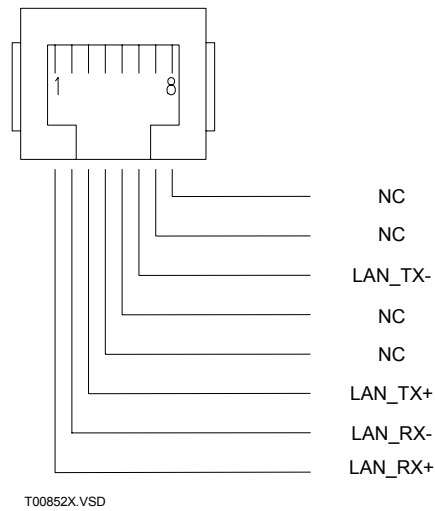 1 8
NC
NC
LAN_TX-
NC
NC
LAN_TX+
LAN_RX-
LAN_RX+
T00852X.VSD